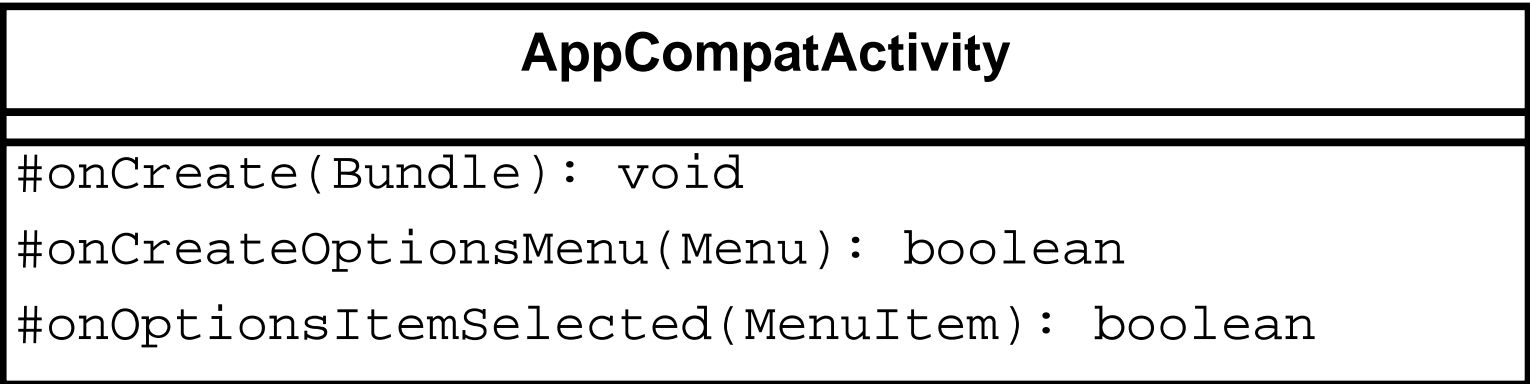 AppCompatActivity
#onCreate(Bundle): void
#onCreateOptionsMenu(Menu): boolean
#onOptionsItemSelected(MenuItem): boolean